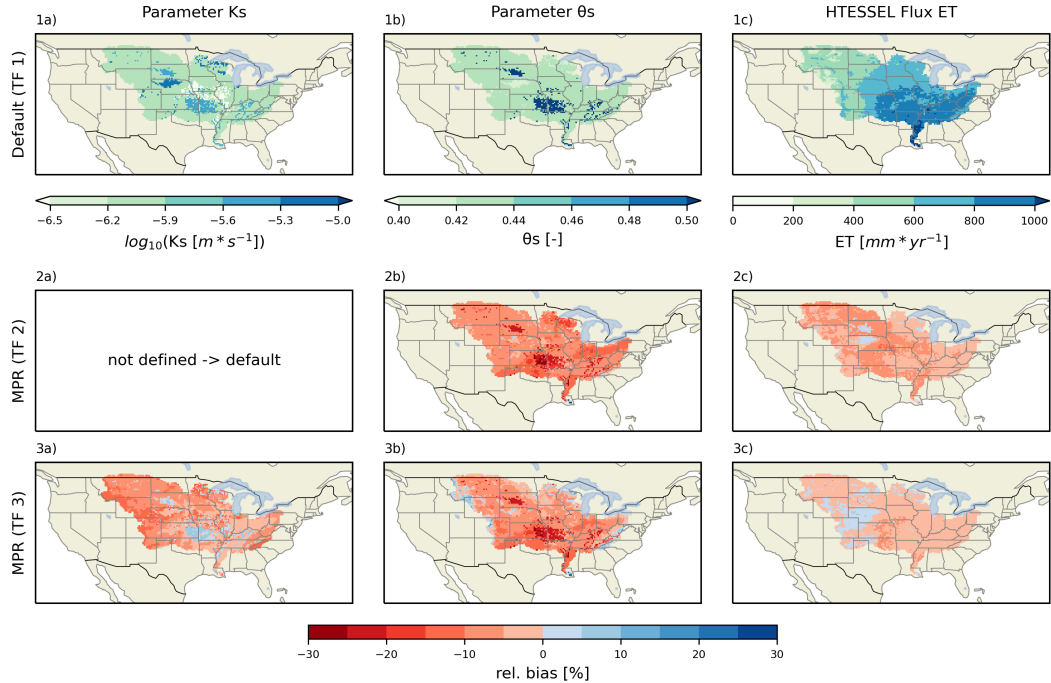 Parameter Ks
Parameter θs
HTESSEL Flux ET
1a)
1b)
1c)
Default (TF 1)
−6.5 −6.2 −5.9 −5.6 −5.3 −5.0
log10(Ks [m * s−1])
0.40 0.42 0.44 0.46 0.48 0.50
θs [-]
0 200 400 600 800 1000
ET [mm * yr−1]
2a)
2b)
2c)
MPR (TF 2)
not defined -> default
3a)
3b)
3c)
MPR (TF 3)
−30 −20 −10 0 10 20 30
rel. bias [%]